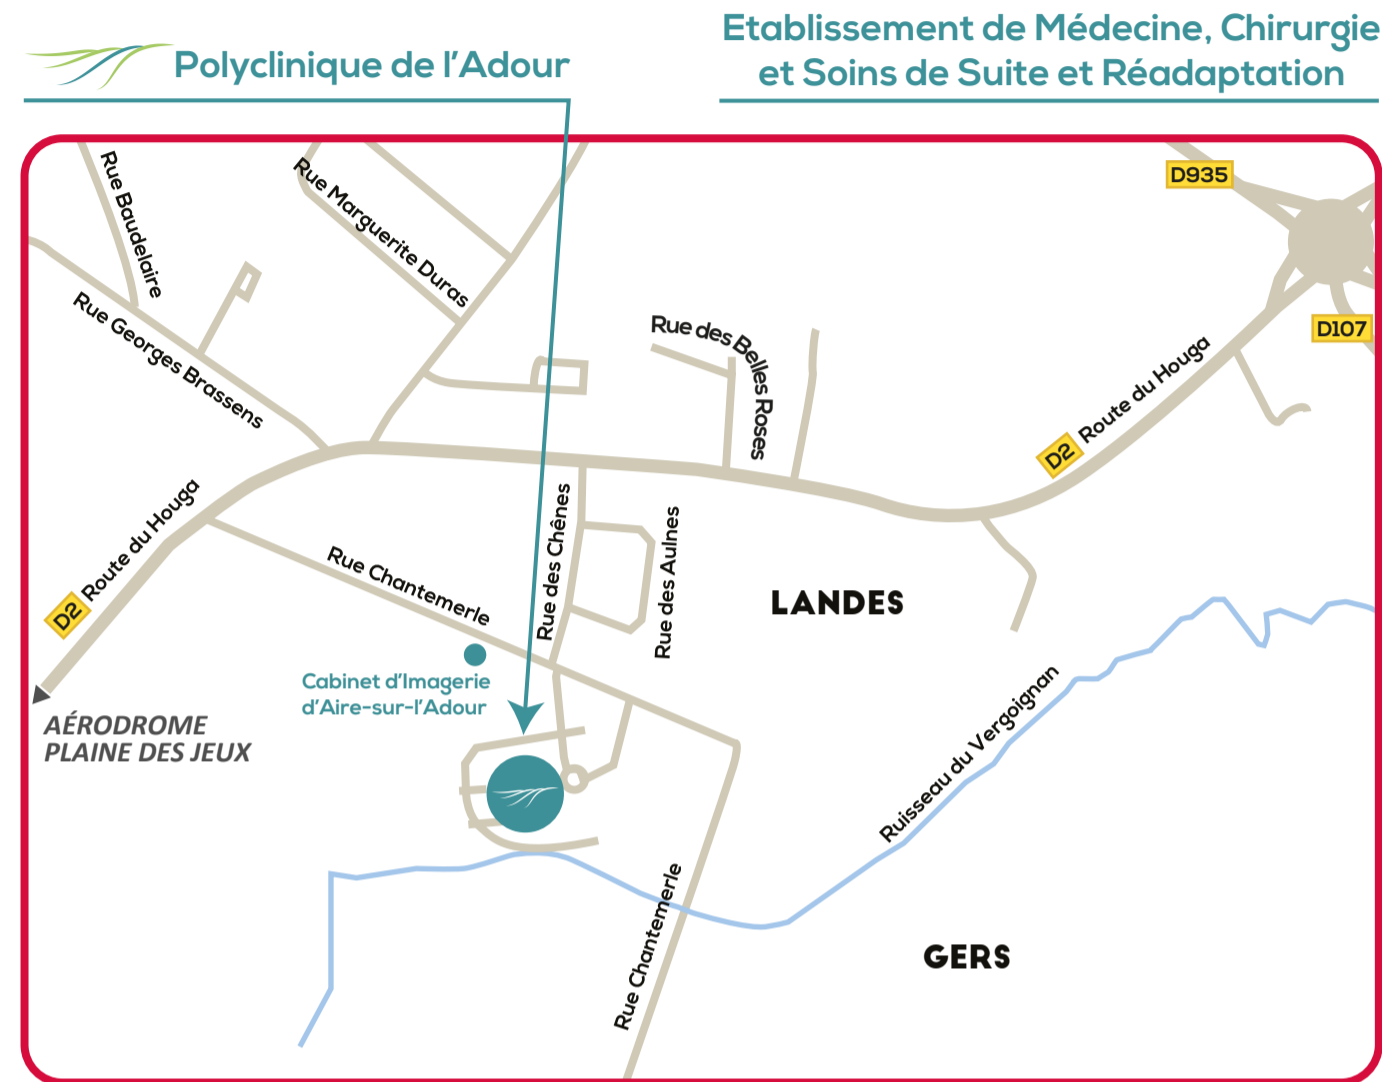 Etablissement de Médecine, Chirurgie
et Soins de Suite et Réadaptation
Polyclinique de l'Adour
Rue Baudelaire
Rue Marguerite Duras
D935
Rue Georges Brassens
Rue des Belles Roses
D107
D2 Route du Houga
D2 Route du Houga
Rue Chantemerle
Rue des Chênes
Rue des Aulnes
LANDES
Cabinet d'Imagerie
d'Aire-sur-l'Adour
AÉRODROME
PLAINE DES JEUX
Ruisseau du Vergoignan
Rue Chantemerle
GERS